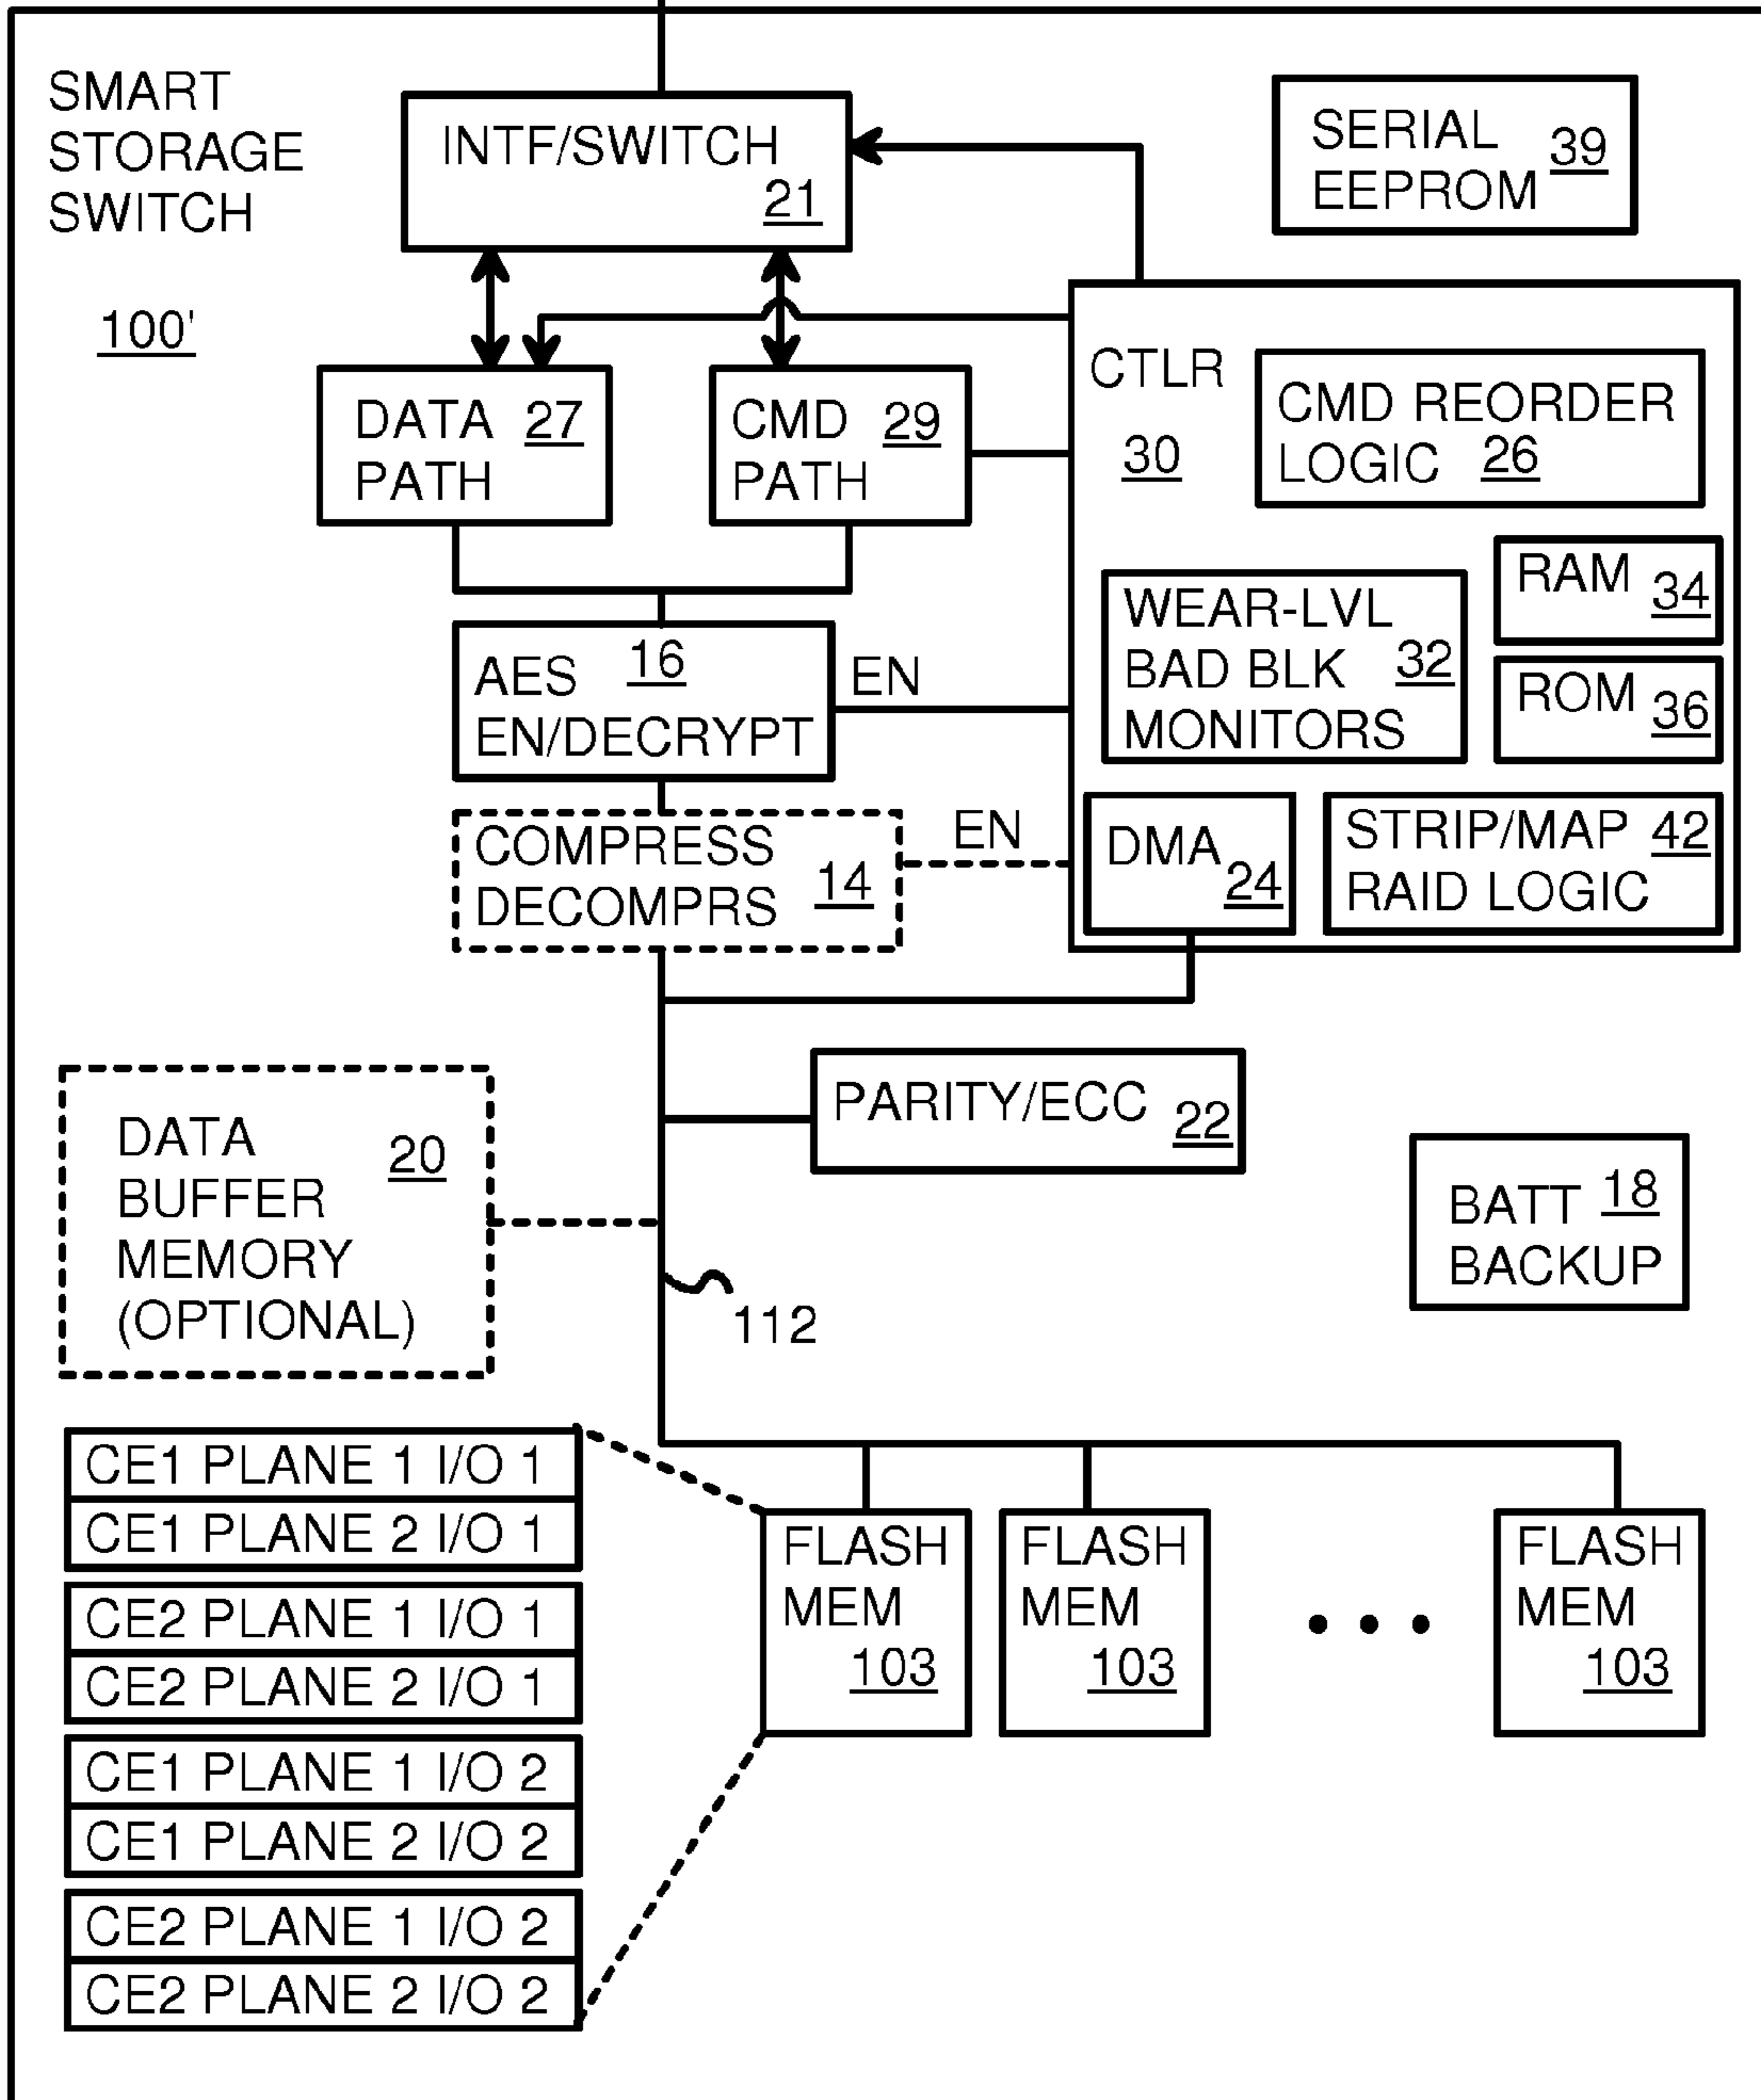 SMART
STORAGE
SWITCH
100'
INTF/SWITCH
21
SERIAL
EEPROM
39
DATA
PATH
27
CMD
PATH
29
CTLR
30
CMD REORDER
LOGIC
26
WEAR-LVL
BAD BLK
MONITORS
32
RAM
34
ROM
36
AES
EN/DECRYPT
16
EN
COMPRESS
DECOMPRS
14
EN
DMA
24
STRIP/MAP
RAID LOGIC
42
PARITY/ECC
22
DATA
BUFFER
MEMORY
(OPTIONAL)
20
BATT
BACKUP
18
112
CE1 PLANE 1 I/O 1
CE1 PLANE 2 I/O 1
CE2 PLANE 1 I/O 1
CE2 PLANE 2 I/O 1
CE1 PLANE 1 I/O 2
CE1 PLANE 2 I/O 2
CE2 PLANE 1 I/O 2
CE2 PLANE 2 I/O 2
FLASH
MEM
103
FLASH
MEM
103
• • •
FLASH
MEM
103